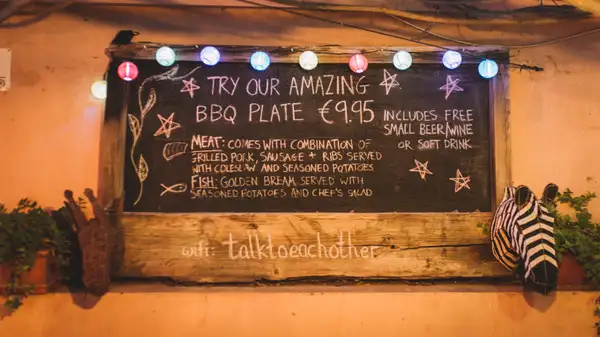 TRY OUR AMAZING
BBQ PLATE €9.95
INCLUDES FREE
SMALL BEER/WINE
OR SOFT DRINK
MEAT: COMES WITH COMBINATION OF
GRILLED PORK, SAUSAGE + RIBS SERVED
WITH COLESLAW AND SEASONED POTATOES
FISH: GOLDEN BREAM SERVED WITH
SEASONED POTATOES AND CHEF'S SALAD
wifi: talktoeachother